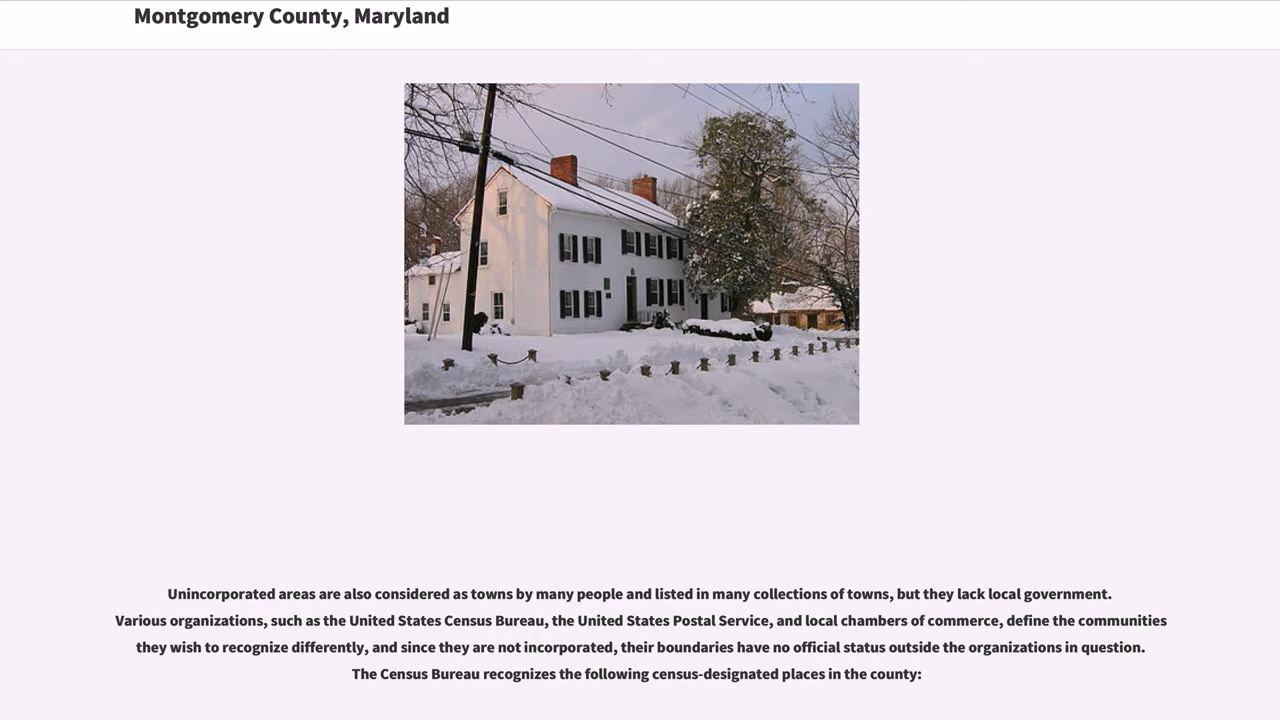 Montgomery County, Maryland
Unincorporated areas are also considered as towns by many people and listed in many collections of towns, but they lack local government.
Various organizations, such as the United States Census Bureau, the United States Postal Service, and local chambers of commerce, define the communities
they wish to recognize differently, and since they are not incorporated, their boundaries have no official status outside the organizations in question.
The Census Bureau recognizes the following census-designated places in the county: